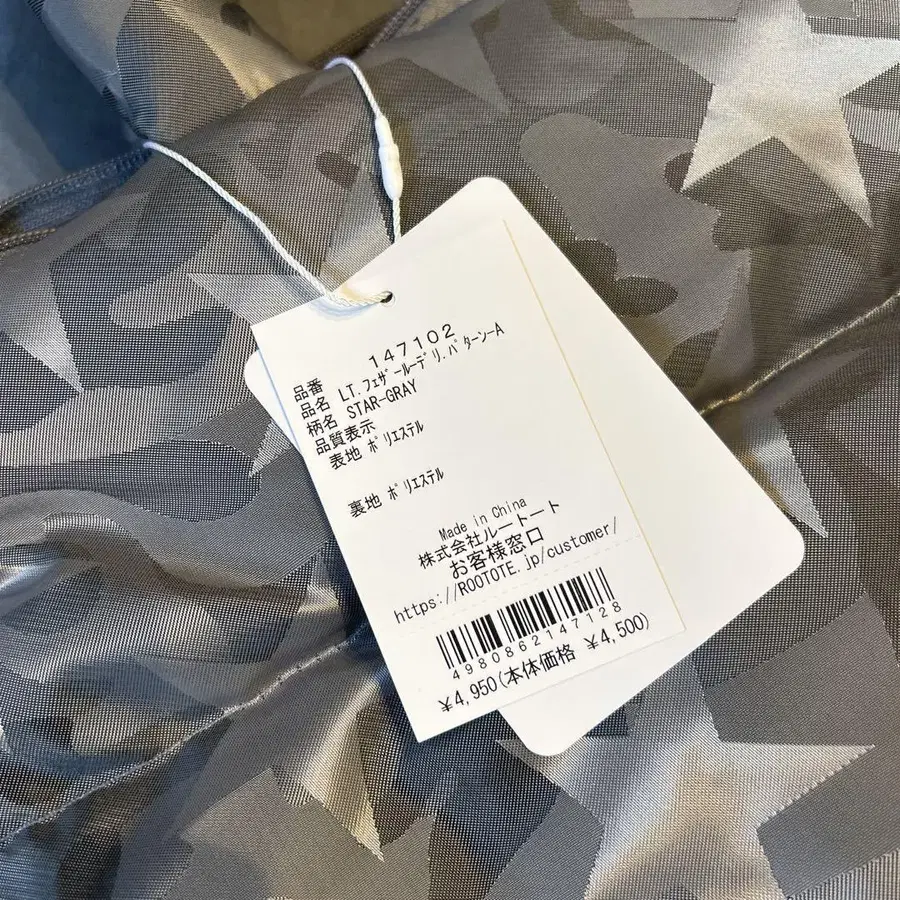 品番 147102
品名 LT.フェザールーデリ.パターン-A
柄名 STAR-GRAY
品質表示
表地 ポリエステル
裏地 ポリエステル
Made in China
株式会社ルートート
お客様窓口
https://ROOTOTE.jp/customer/
4980862147128
¥4,950(本体価格 ¥4,500)